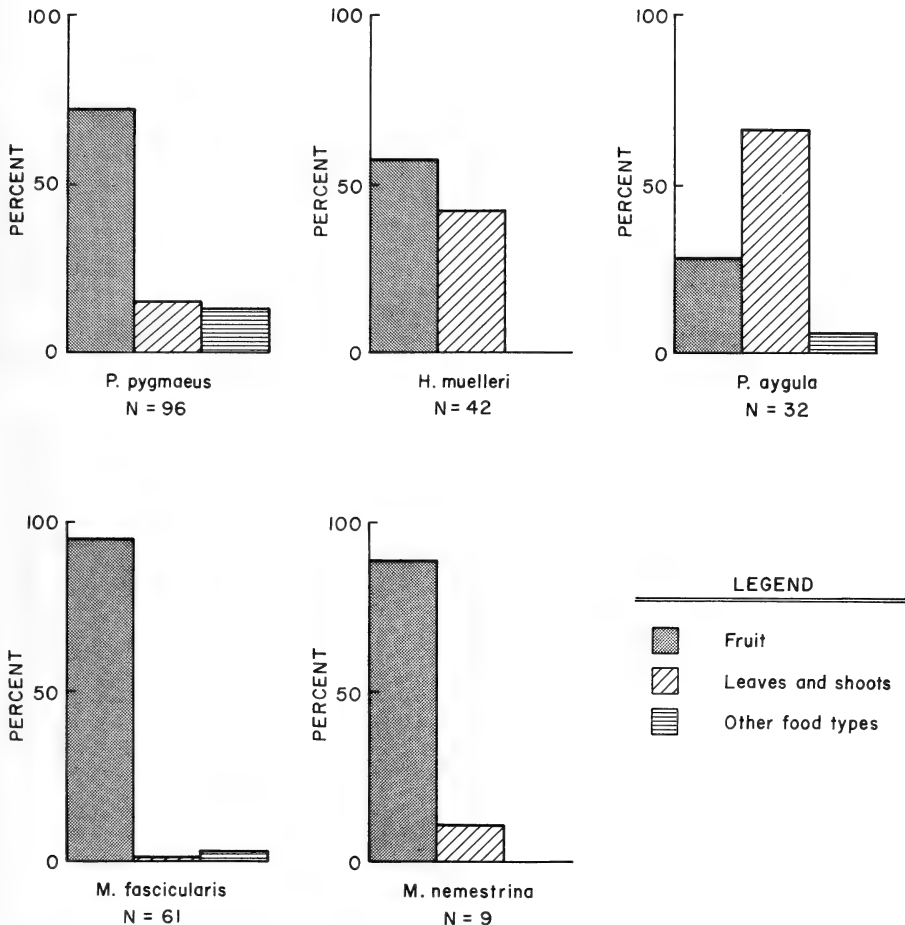 100
PERCENT
50
0
P. pygmaeus
N = 96
100
PERCENT
50
0
H. muelleri
N = 42
100
PERCENT
50
0
P. aygula
N = 32
100
PERCENT
50
0
M. fascicularis
N = 61
100
PERCENT
50
0
M. nemestrina
N = 9
LEGEND
Fruit
Leaves and shoots
Other food types